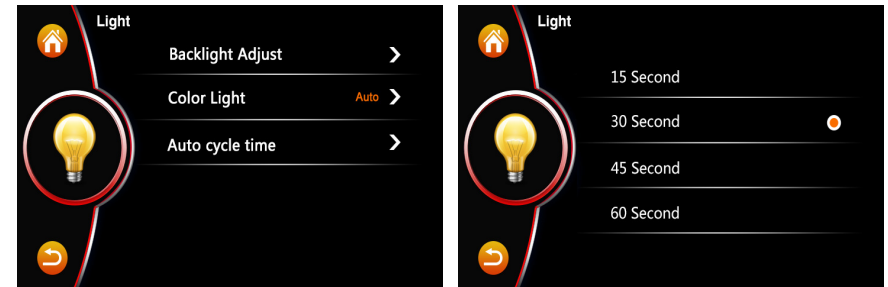 Light
Backlight Adjust
Color Light Auto
Auto cycle time
Light
15 Second
30 Second
45 Second
60 Second